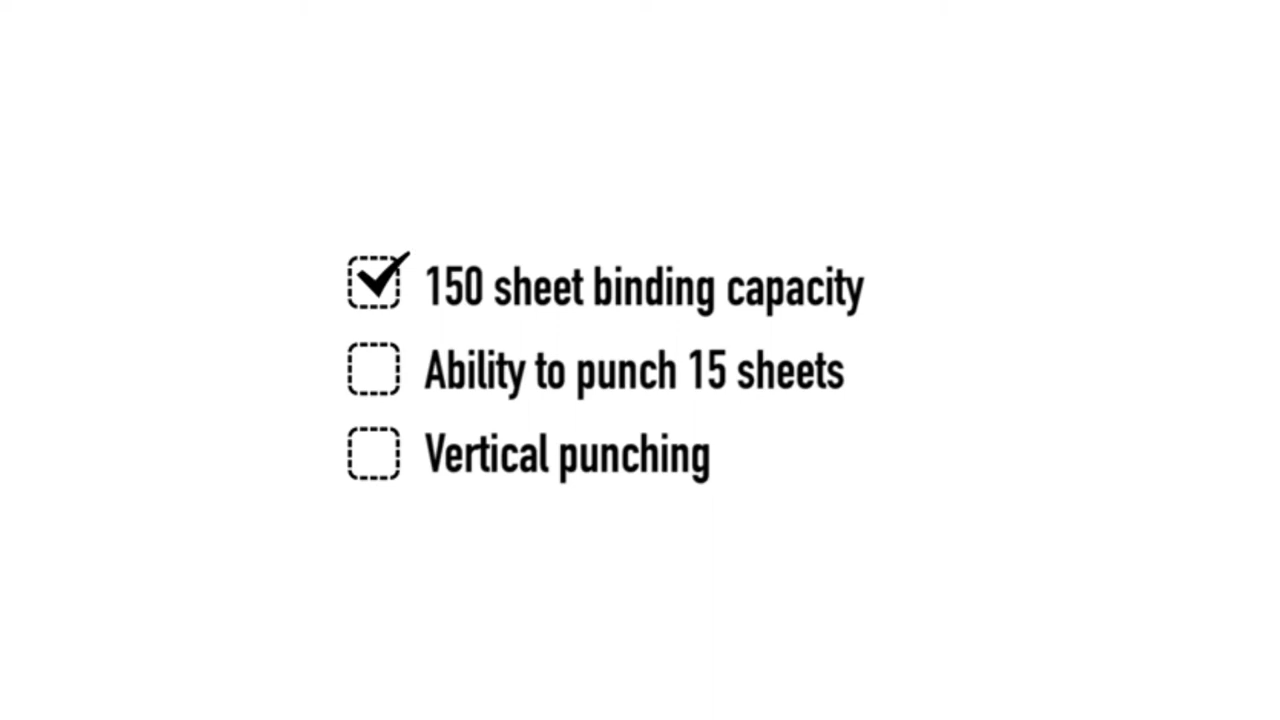 150 sheet binding capacity
Ability to punch 15 sheets
Vertical punching